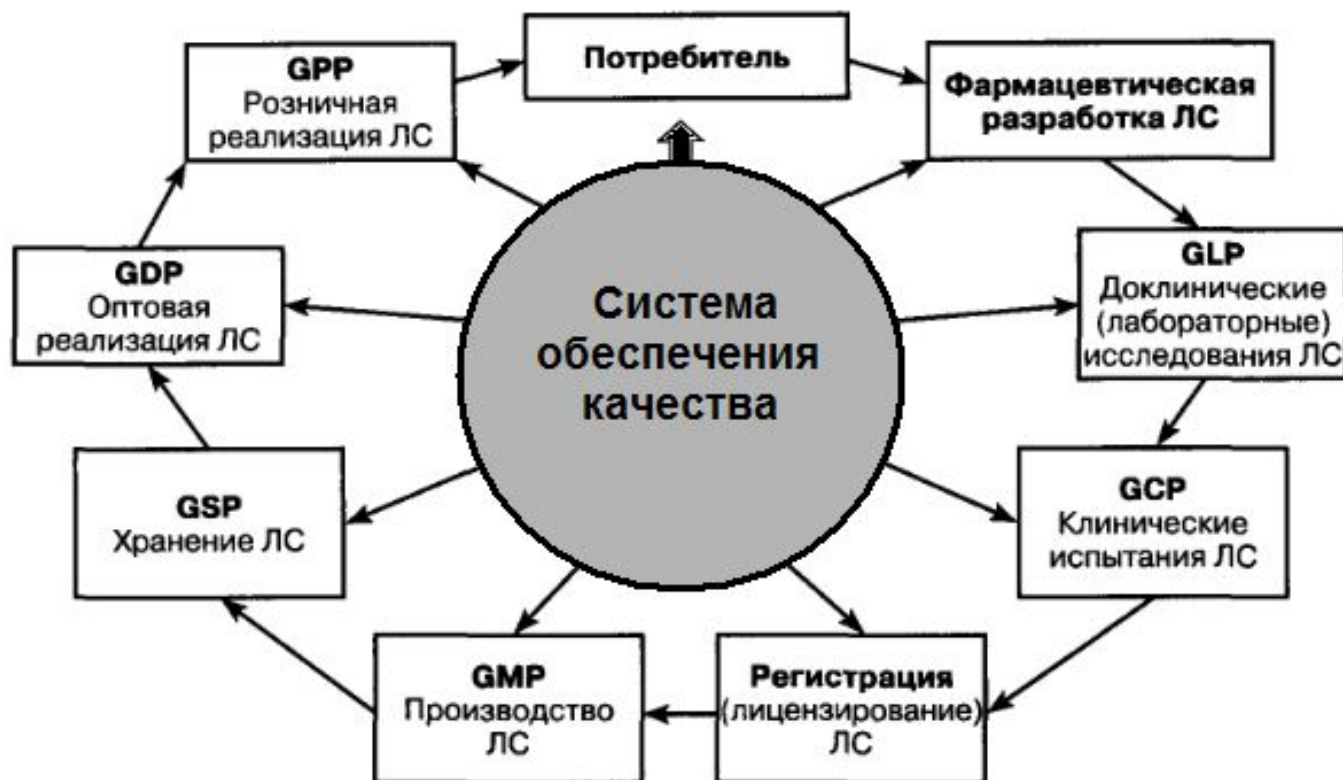 Потребитель
Фармацевтическая
разработка ЛС
GLP
Доклинические
(лабораторные)
исследования ЛС
GCP
Клинические
испытания ЛС
Регистрация
(лицензирование)
ЛС
GMP
Производство
ЛС
GSP
Хранение ЛС
GDP
Оптовая
реализация ЛС
GPP
Розничная
реализация ЛС
Система
обеспечения
качества